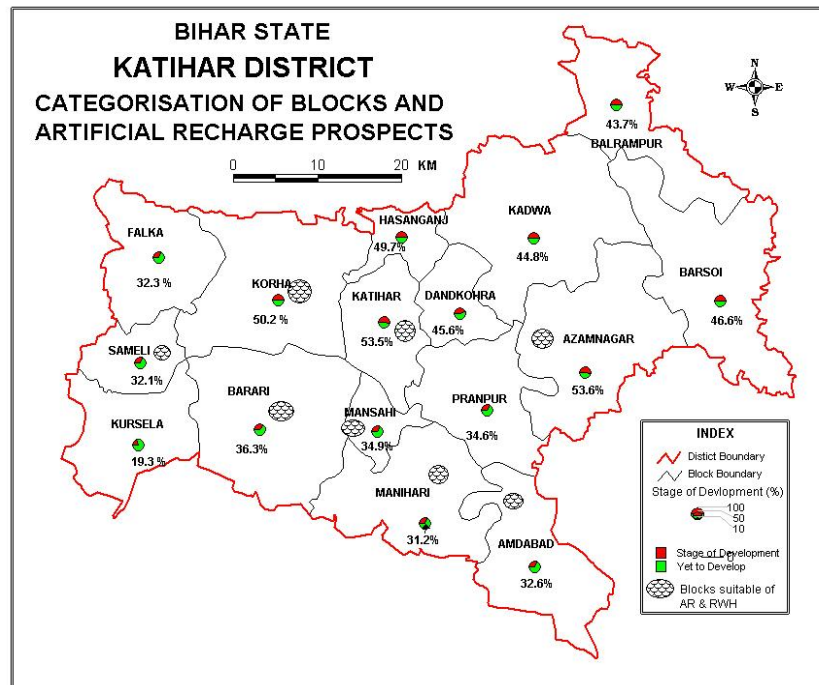 BIHAR STATE
KATIHAR DISTRICT
CATEGORISATION OF BLOCKS AND
ARTIFICIAL RECHARGE PROSPECTS
0 10 20 KM
N
W E
S
43.7%
BALRAMPUR
HASANGANJ
49.7%
KADWA
44.8%
FALKA
32.3 %
KORHA
50.2 %
KATIHAR
53.5%
DANDKOHRA
45.6%
BARSOI
46.6%
AZAMNAGAR
53.6%
SAMELI
32.1%
BARARI
36.3%
MANSAHI
34.9%
PRANPUR
34.6%
KURSELA
19.3 %
MANIHARI
31.2%
AMDABAD
32.6%
INDEX
Distict Boundary
Block Boundary
Stage of Devlopment (%)
100
50
10
0
Stage of Development
Yet to Develop
Blocks suitable of
AR & RWH